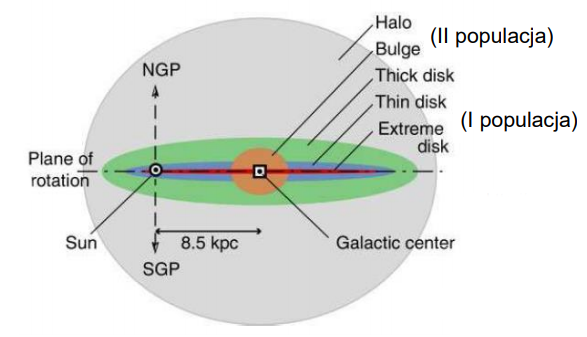 Halo
(II populacja)
Bulge
NGP
Thick disk
Thin disk
(I populacja)
Extreme
disk
Plane of
rotation
Sun
8.5 kpc
Galactic center
SGP